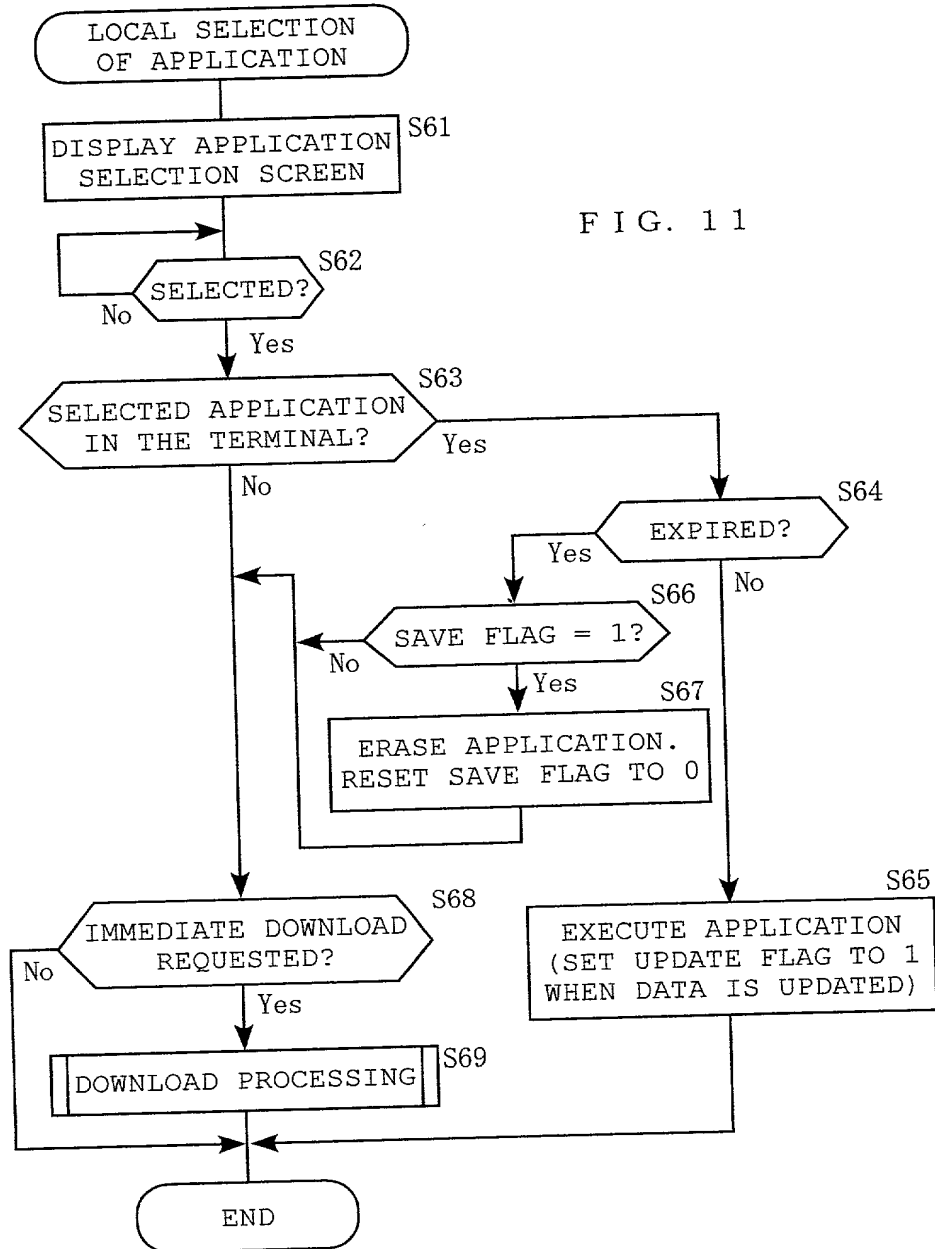 LOCAL SELECTION
OF APPLICATION
S61
DISPLAY APPLICATION
SELECTION SCREEN
F I G. 1 1
S62
SELECTED?
No
Yes
S63
SELECTED APPLICATION
IN THE TERMINAL?
Yes
No
S64
EXPIRED?
Yes
No
S66
SAVE FLAG = 1?
No
Yes
S67
ERASE APPLICATION.
RESET SAVE FLAG TO 0
S68
IMMEDIATE DOWNLOAD
REQUESTED?
No
Yes
S65
EXECUTE APPLICATION
(SET UPDATE FLAG TO 1
WHEN DATA IS UPDATED)
S69
DOWNLOAD PROCESSING
END